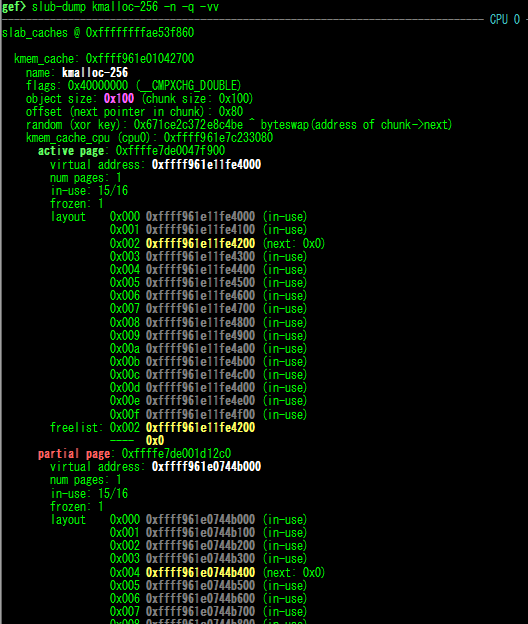 gef> slub-dump kmalloc-256 -n -q -vv
CPU 0
slab_caches @ 0xffffffffae53f860
kmem_cache: 0xffff961e01042700
name: kmalloc-256
flags: 0x40000000 (__CMPXCHG_DOUBLE)
object size: 0x100 (chunk size: 0x100)
offset (next pointer in chunk): 0x80
random (xor key): 0x671ce2c372e8c4be ^ byteswap(address of chunk->next)
kmem_cache_cpu (cpu0): 0xffff961e7c233080
active page: 0xffffe7de0047f900
virtual address: 0xffff961e11fe4000
num pages: 1
in-use: 15/16
frozen: 1
layout 0x000 0xffff961e11fe4000 (in-use)
0x001 0xffff961e11fe4100 (in-use)
0x002 0xffff961e11fe4200 (next: 0x0)
0x003 0xffff961e11fe4300 (in-use)
0x004 0xffff961e11fe4400 (in-use)
0x005 0xffff961e11fe4500 (in-use)
0x006 0xffff961e11fe4600 (in-use)
0x007 0xffff961e11fe4700 (in-use)
0x008 0xffff961e11fe4800 (in-use)
0x009 0xffff961e11fe4900 (in-use)
0x00a 0xffff961e11fe4a00 (in-use)
0x00b 0xffff961e11fe4b00 (in-use)
0x00c 0xffff961e11fe4c00 (in-use)
0x00d 0xffff961e11fe4d00 (in-use)
0x00e 0xffff961e11fe4e00 (in-use)
0x00f 0xffff961e11fe4f00 (in-use)
freelist: 0x002 0xffff961e11fe4200
---- 0x0
partial page: 0xffffe7de001d12c0
virtual address: 0xffff961e0744b000
num pages: 1
in-use: 15/16
frozen: 1
layout 0x000 0xffff961e0744b000 (in-use)
0x001 0xffff961e0744b100 (in-use)
0x002 0xffff961e0744b200 (in-use)
0x003 0xffff961e0744b300 (in-use)
0x004 0xffff961e0744b400 (next: 0x0)
0x005 0xffff961e0744b500 (in-use)
0x006 0xffff961e0744b600 (in-use)
0x007 0xffff961e0744b700 (in-use)
0x008 0xffff961e0744b800 (in-use)